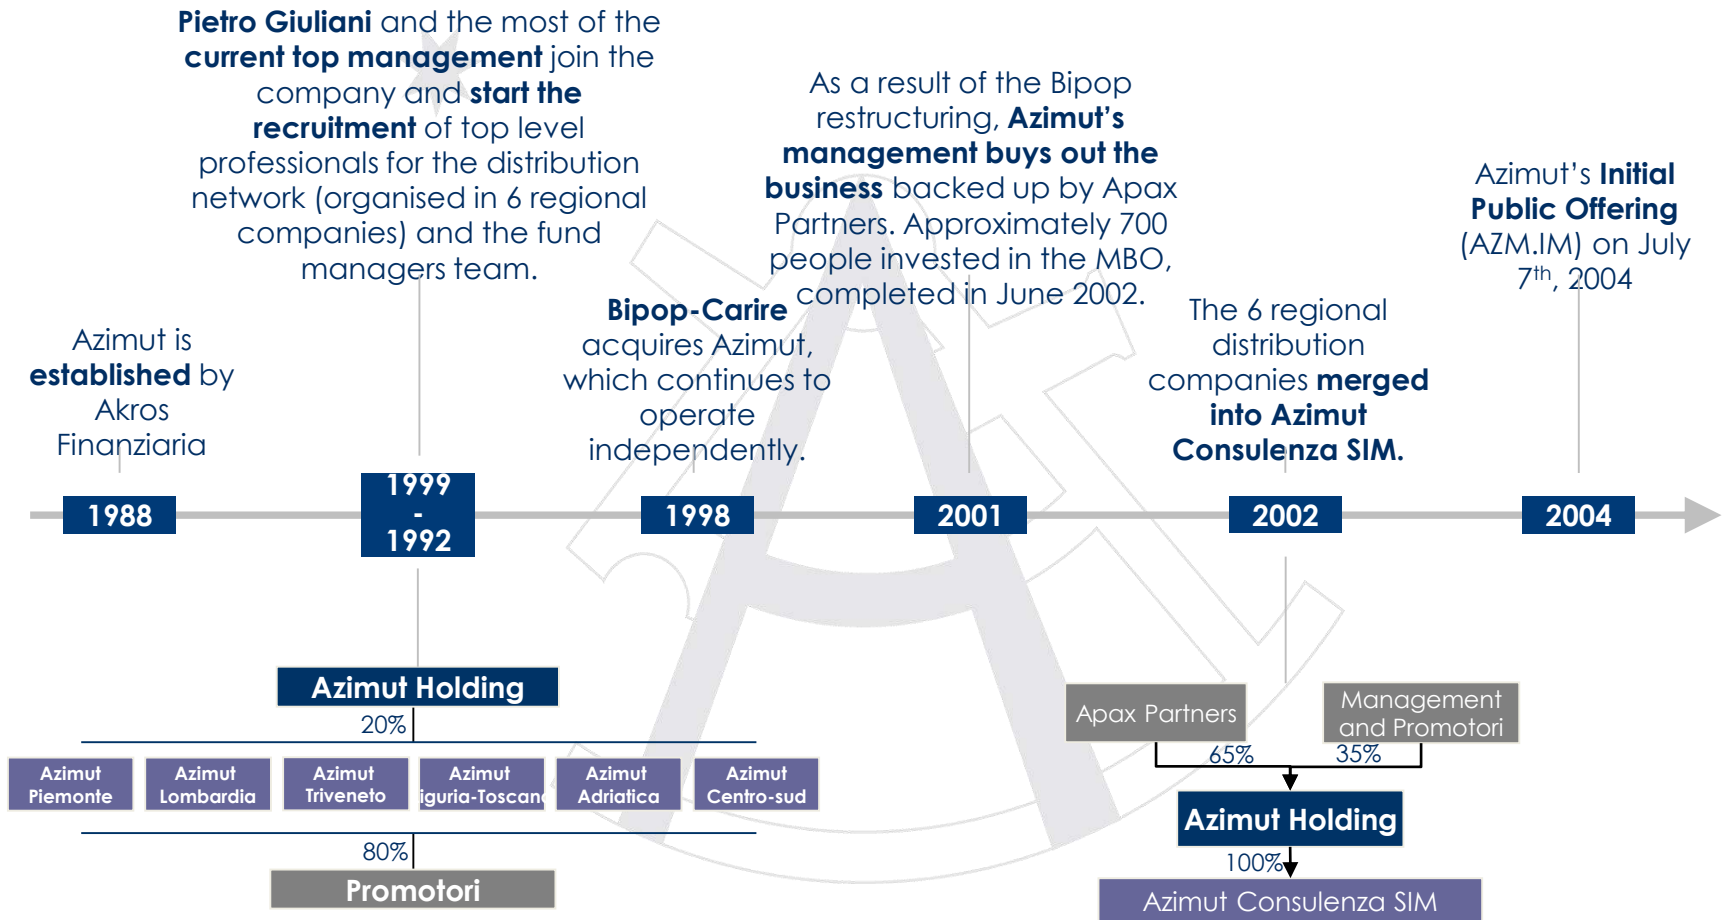 Pietro Giuliani and the most of the
current top management join the
company and start the
recruitment of top level
professionals for the distribution
network (organised in 6 regional
companies) and the fund
managers team.
As a result of the Bipop
restructuring, Azimut's
management buys out the
business backed up by Apax
Partners. Approximately 700
people invested in the MBO,
completed in June 2002.
Azimut's Initial
Public Offering
(AZM.IM) on July
7th, 2004
Azimut is
established by
Akros
Finanziaria
Bipop-Carire
acquires Azimut,
which continues to
operate
independently.
The 6 regional
distribution
companies merged
into Azimut
Consulenza SIM.
1988
1999
-
1992
1998
2001
2002
2004
Azimut Holding
20%
Azimut
Piemonte
Azimut
Lombardia
Azimut
Triveneto
Azimut
iguria-Toscan
Azimut
Adriatica
Azimut
Centro-sud
80%
Promotori
Apax Partners
Management
and Promotori
65%
35%
Azimut Holding
100%
Azimut Consulenza SIM